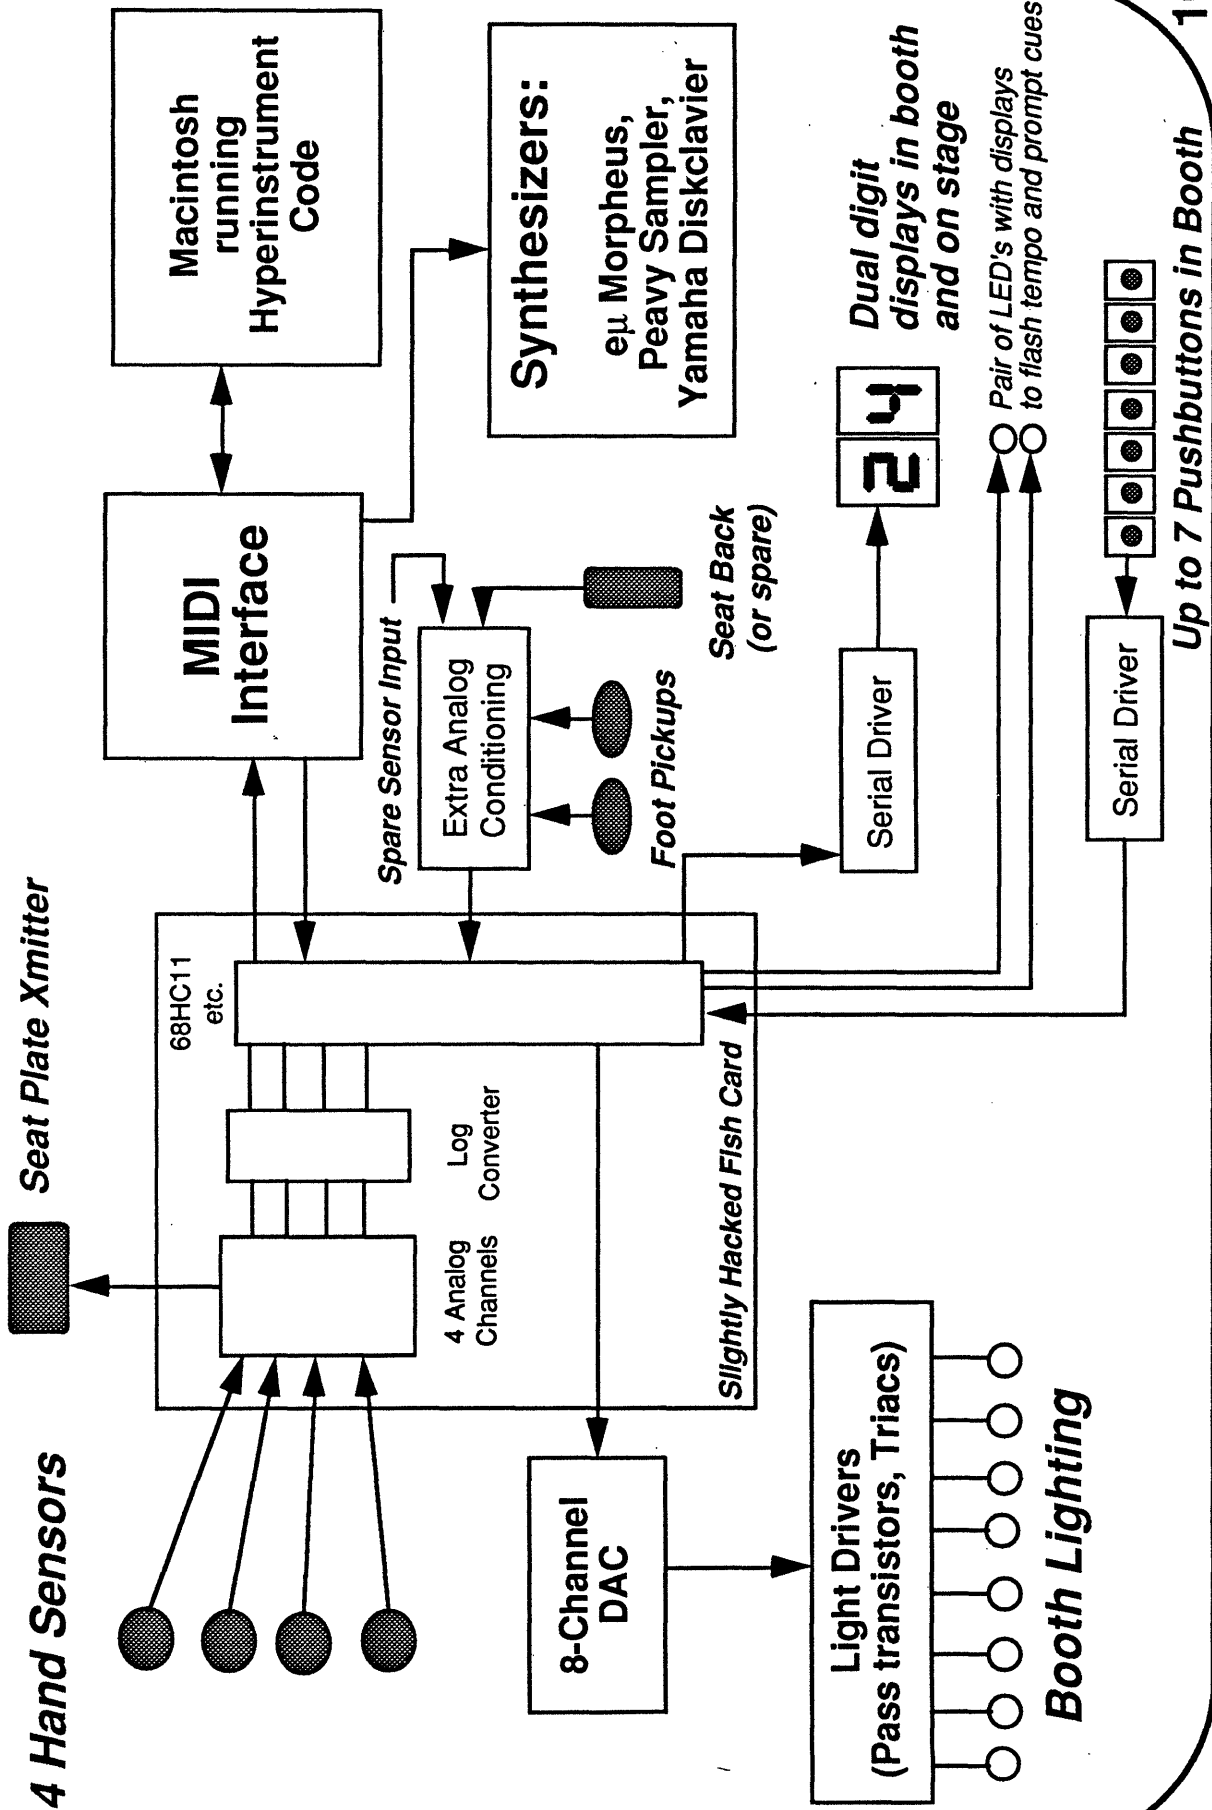 4 Hand Sensors
Seat Plate Xmitter
68HC11
etc.
4 Analog
Channels
Log
Converter
Slightly Hacked Fish Card
MIDI
Interface
Macintosh
running
Hyperinstrument
Code
Spare Sensor Input
Extra Analog
Conditioning
Foot Pickups
Seat Back
(or spare)
Synthesizers:
eμ Morpheus,
Peavy Sampler,
Yamaha Diskclavier
8-Channel
DAC
Light Drivers
(Pass transistors, Triacs)
Booth Lighting
Serial Driver
24
Dual digit
displays in booth
and on stage
Pair of LED's with displays
to flash tempo and prompt cues
Serial Driver
Up to 7 Pushbuttons in Booth